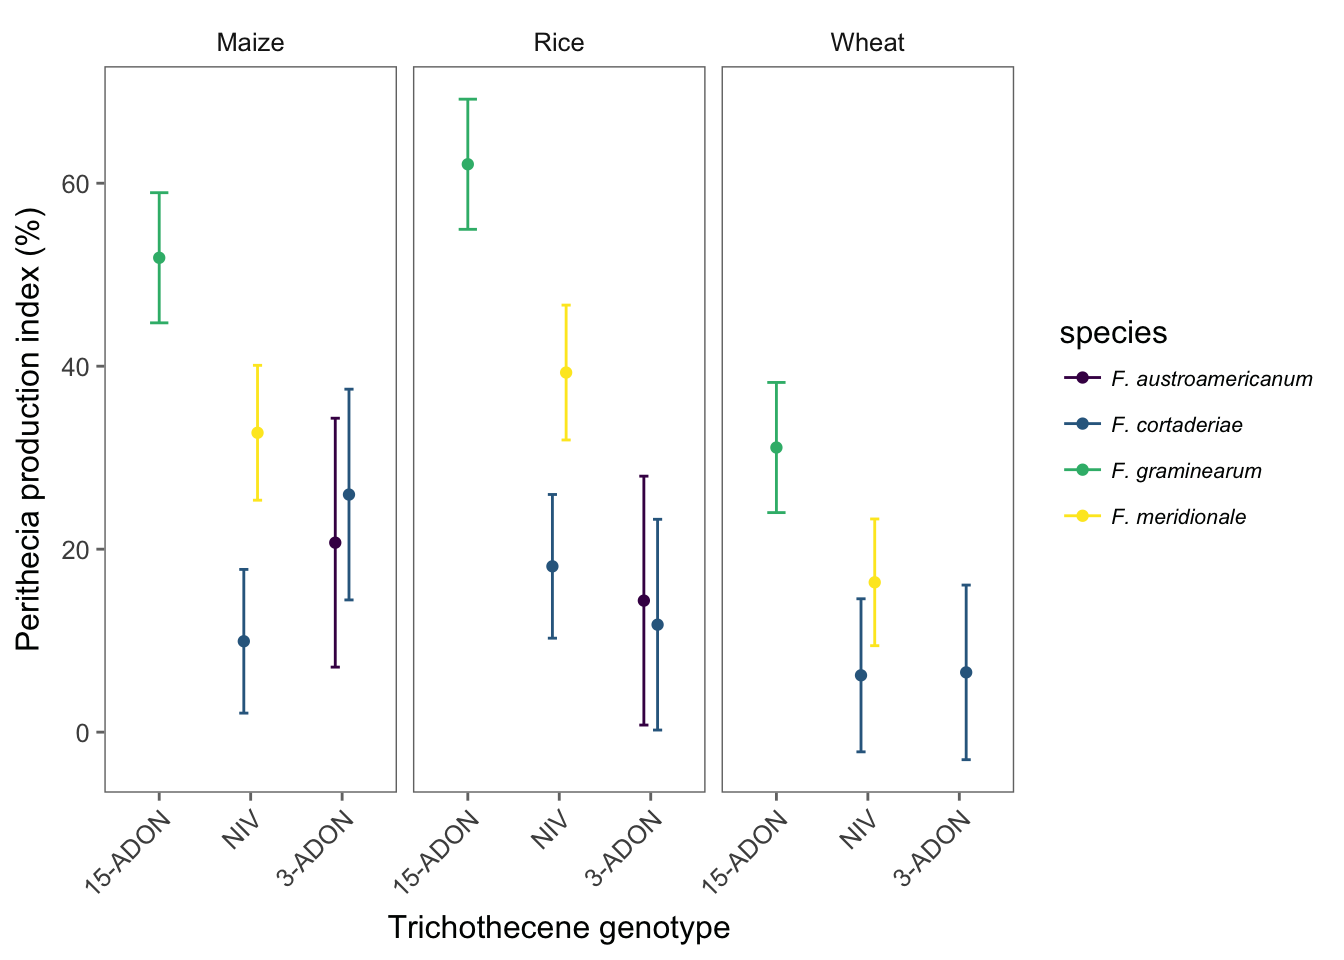 Maize
Rice
Wheat
Perithecia production index (%)
60
40
20
0
15-ADON
NIV
3-ADON
15-ADON
NIV
3-ADON
15-ADON
NIV
3-ADON
Trichothecene genotype
species
F. austroamericanum
F. cortaderiae
F. graminearum
F. meridionale